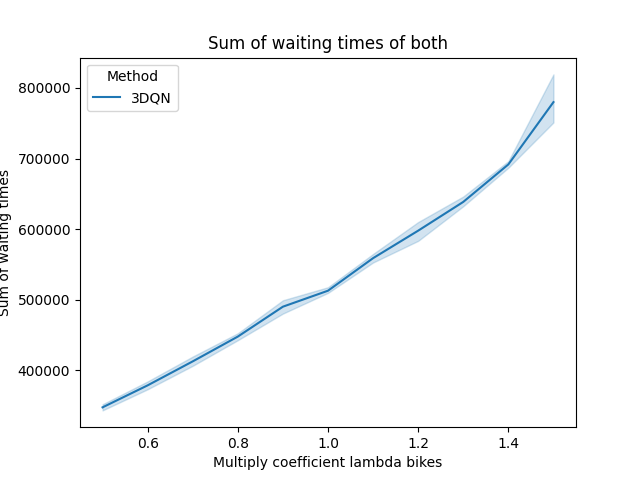 Sum of waiting times of both
Method
3DQN
800000
700000
600000
500000
400000
Sum of waiting times
0.6 0.8 1.0 1.2 1.4
Multiply coefficient lambda bikes